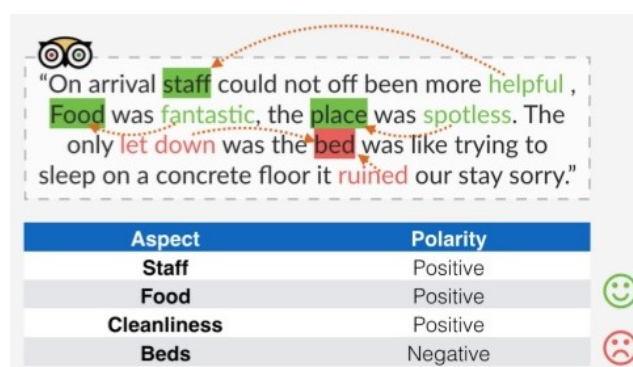 “On arrival staff could not off been more helpful ,
Food was fantastic, the place was spotless. The
only let down was the bed was like trying to
sleep on a concrete floor it ruined our stay sorry.”
Aspect Polarity
Staff Positive
Food Positive
Cleanliness Positive
Beds Negative